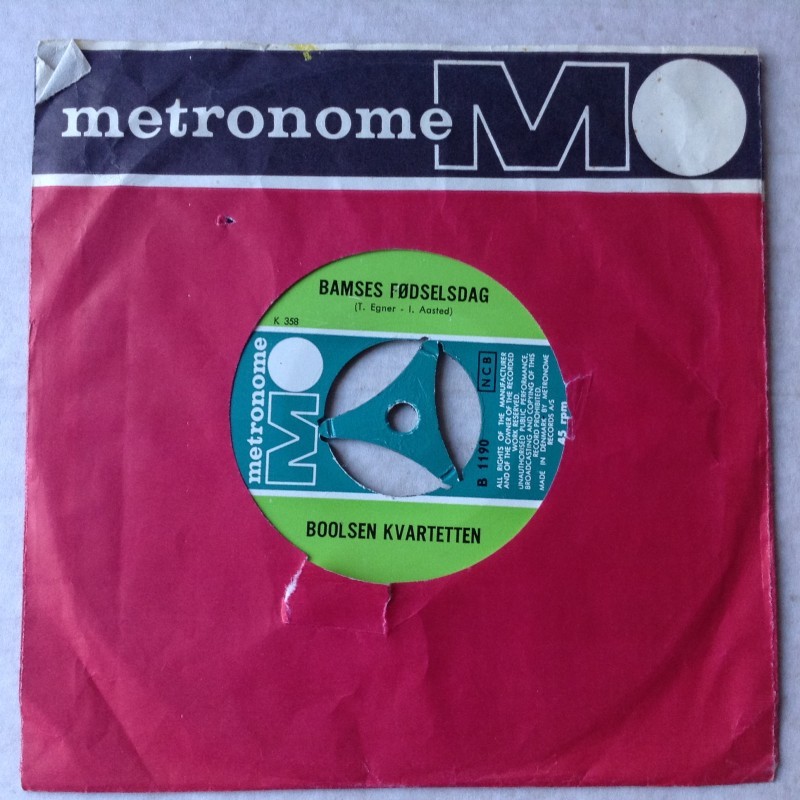 metronome M
BAMSES FØDSELSDAG
(T. Egner - I. Aasted)
K 358
metronome M
NCB
B 1190
ALL RIGHTS OF THE MANUFACTURER
AND OF THE OWNER OF THE RECORDED
WORK RESERVED.
UNAUTHORISED PUBLIC PERFORMANCE,
BROADCASTING AND COPYING OF THIS
RECORD PROHIBITED.
MADE IN DENMARK BY METRONOME
RECORDS A/S
45 rpm
BOOLSEN KVARTETTEN